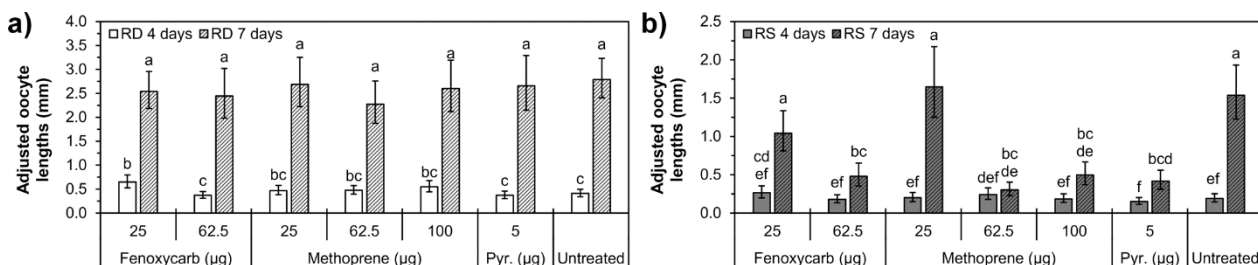 a)
Adjusted oocyte
lengths (mm)
4.0
3.5
3.0
2.5
2.0
1.5
1.0
0.5
0.0
RD 4 days RD 7 days
b a c a bc a bc a bc a c a c a
25 62.5 25 62.5 100 5
Fenoxycarb (µg) Methoprene (µg) Pyr. (µg) Untreated
b)
Adjusted oocyte
lengths (mm)
2.5
2.0
1.5
1.0
0.5
0.0
RS 4 days RS 7 days
cd
ef
a
ef
bc
ef
a
def
bc
de
ef
bc
de
f
bcd
ef
a
25 62.5 25 62.5 100 5
Fenoxycarb (µg) Methoprene (µg) Pyr. (µg) Untreated